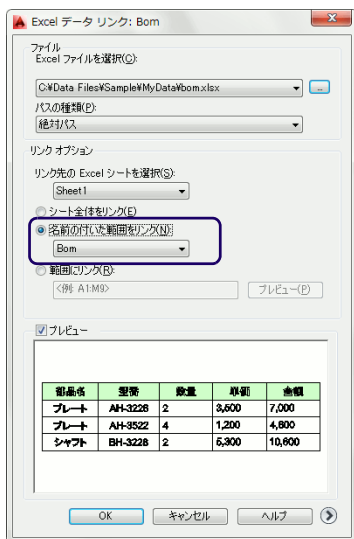 Excel データ リンク: Bom
ファイル
Excel ファイルを選択(C):
C:¥Data Files¥Sample¥MyData¥bom.xlsx
...
パスの種類(P):
絶対パス
リンク オプション
リンク先の Excel シートを選択(S):
Sheet1
シート全体をリンク(E)
名前の付いた範囲をリンク(N):
Bom
範囲にリンク(R):
<例: A1:M9>
プレビュー(P)
プレビュー
部品名 型番 数量 単価 金額
プレート AH-3226 2 3,500 7,000
プレート AH-3522 4 1,200 4,800
シャフト BH-3228 2 5,300 10,600
OK キャンセル ヘルプ